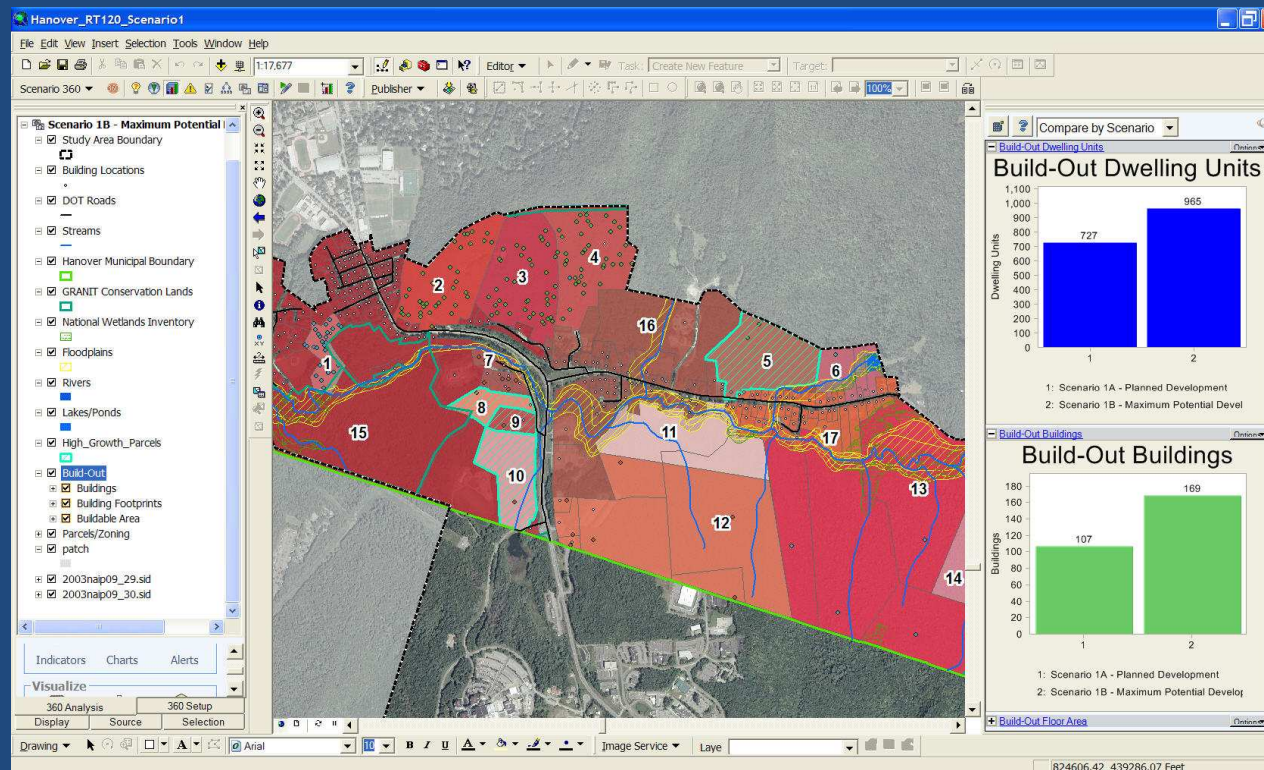 Hanover_RT120_Scenario1
File Edit View Insert Selection Tools Window Help
1:17,677
Editor
Task: Create New Feature
Target:
Scenario 360
Publisher
100%
Scenario 1B - Maximum Potential
Study Area Boundary
Building Locations
DOT Roads
Streams
Hanover Municipal Boundary
GRANIT Conservation Lands
National Wetlands Inventory
Floodplains
Rivers
Lakes/Ponds
High_Growth_Parcels
Build-Out
Buildings
Building Footprints
Buildable Area
Parcels/Zoning
patch
2003naip09_29.sid
2003naip09_30.sid
Indicators Charts Alerts
Visualize
360 Analysis 360 Setup
Display Source Selection
XY
1
2
3
4
5
6
7
8
9
10
11
12
13
14
15
16
17
Compare by Scenario
Build-Out Dwelling Units Options
Build-Out Dwelling Units
Dwelling Units
1,100
1,000
900
800
700
600
500
400
300
200
100
0
727
965
1 2
1: Scenario 1A - Planned Development
2: Scenario 1B - Maximum Potential Devel
Build-Out Buildings Options
Build-Out Buildings
Buildings
180
160
140
120
100
80
60
40
20
0
107
169
1 2
1: Scenario 1A - Planned Development
2: Scenario 1B - Maximum Potential Develop
Build-Out Floor Area Options
Drawing A Arial 10 B I U A Image Service Laye
824606.42 439286.07 Feet